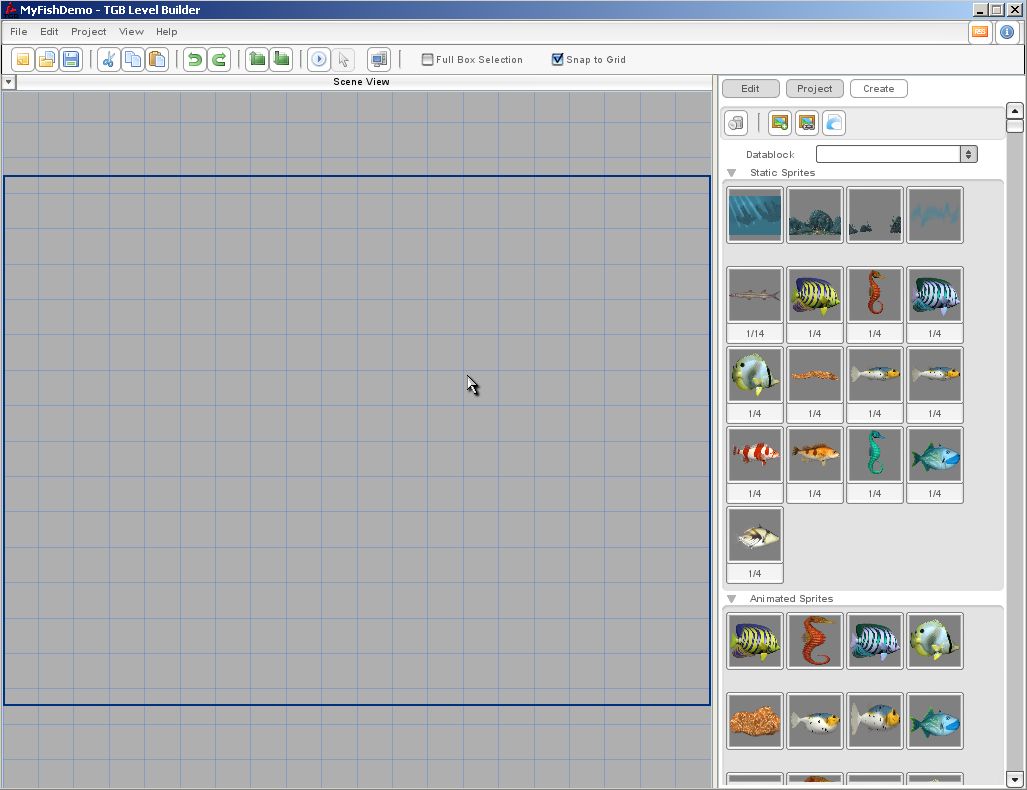 MyFishDemo - TGB Level Builder
File Edit Project View Help
Full Box Selection Snap to Grid
Scene View
Edit Project Create
Datablock
Static Sprites
1/14 1/4 1/4 1/4
1/4 1/4 1/4 1/4
1/4 1/4 1/4 1/4
1/4
Animated Sprites